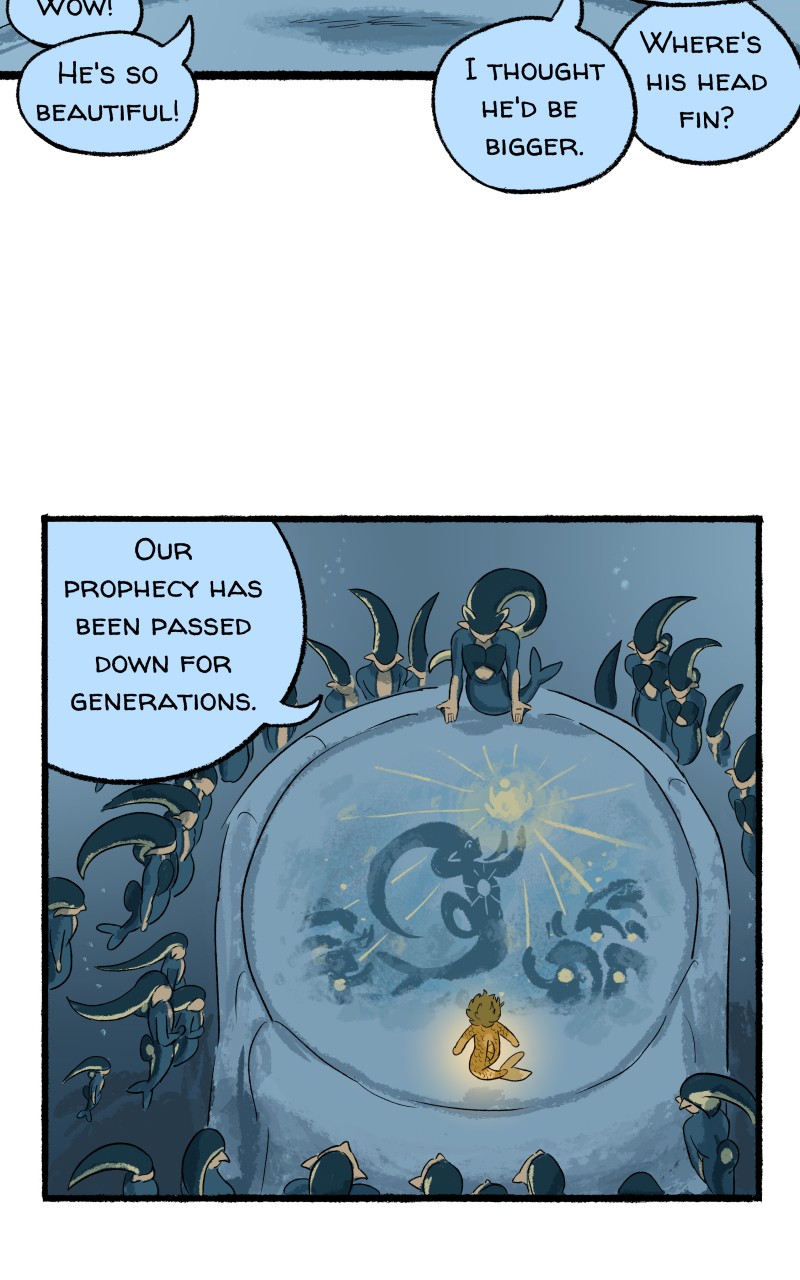 WOW!
HE'S SO
BEAUTIFUL!
I THOUGHT
HE'D BE
BIGGER.
WHERE'S
HIS HEAD
FIN?
OUR
PROPHECY HAS
BEEN PASSED
DOWN FOR
GENERATIONS.